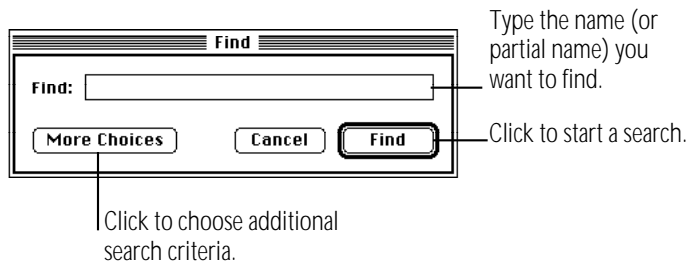 Find
Type the name (or
partial name) you
want to find.
Find:
More Choices
Cancel
Find
Click to start a search.
Click to choose additional
search criteria.